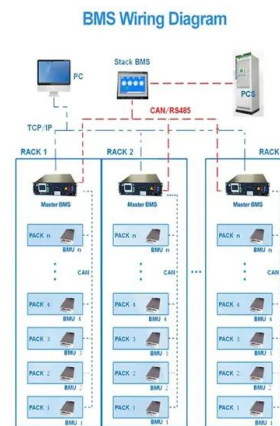 BMS Wiring Diagram
PC
Stack BMS
PCS
CAN/RS485
TCP/IP
RACK 1
RACK 2
RACK
Master BMS
Master BMS
Master BMS
PACK n
BMU n
PACK n
BMU n
PACK n
BMU n
CAN
CAN
CAN
PACK 4
BMU 4
PACK 4
BMU 4
PACK 4
BMU 4
PACK 3
BMU 3
PACK 3
BMU 3
PACK 3
BMU 3
PACK 2
BMU 2
PACK 2
BMU 2
PACK 2
BMU 2
PACK 1
BMU 1
PACK 1
BMU 1
PACK 1
BMU 1